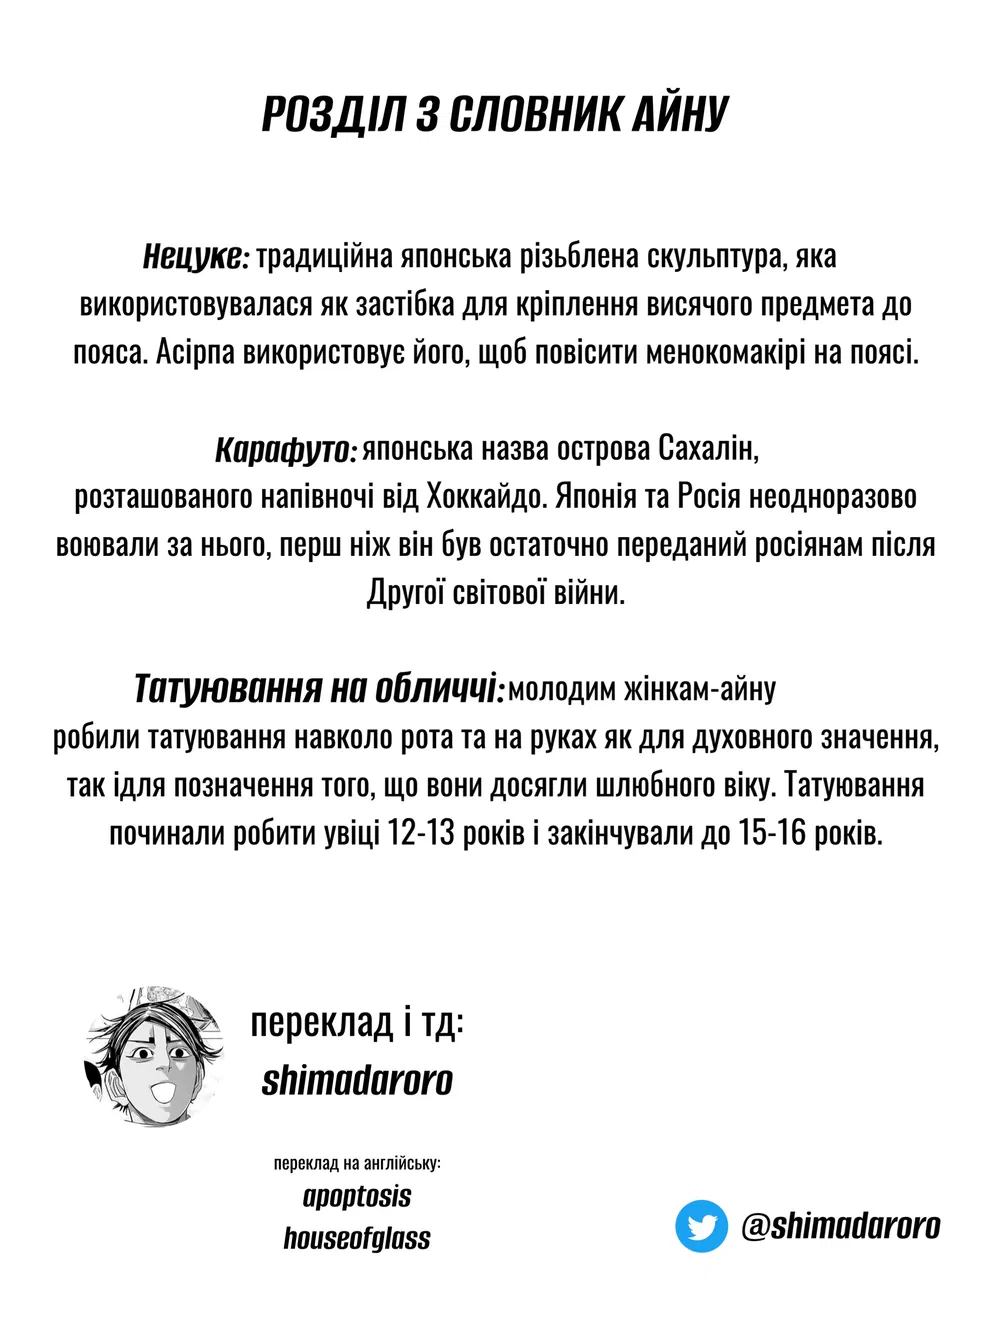 РОЗДІЛ 3 СЛОВНИК АЙНУ
Нецуке: традиційна японська різьблена скульптура, яка
використовувалася як застібка для кріплення висячого предмета до
пояса. Асірпа використовує його, щоб повісити менокомакірі на поясі.
Карафуто: японська назва острова Сахалін,
розташованого напівночі від Хоккайдо. Японія та Росія неодноразово
воювали за нього, перш ніж він був остаточно переданий росіянам після
Другої світової війни.
Татуювання на обличчі: молодим жінкам-айну
робили татуювання навколо рота та на руках як для духовного значення,
так ідля позначення того, що вони досягли шлюбного віку. Татуювання
починали робити увіці 12-13 років і закінчували до 15-16 років.
переклад і тд:
shimadaroro
переклад на англійську:
apoptosis
houseofglass
@shimadaroro